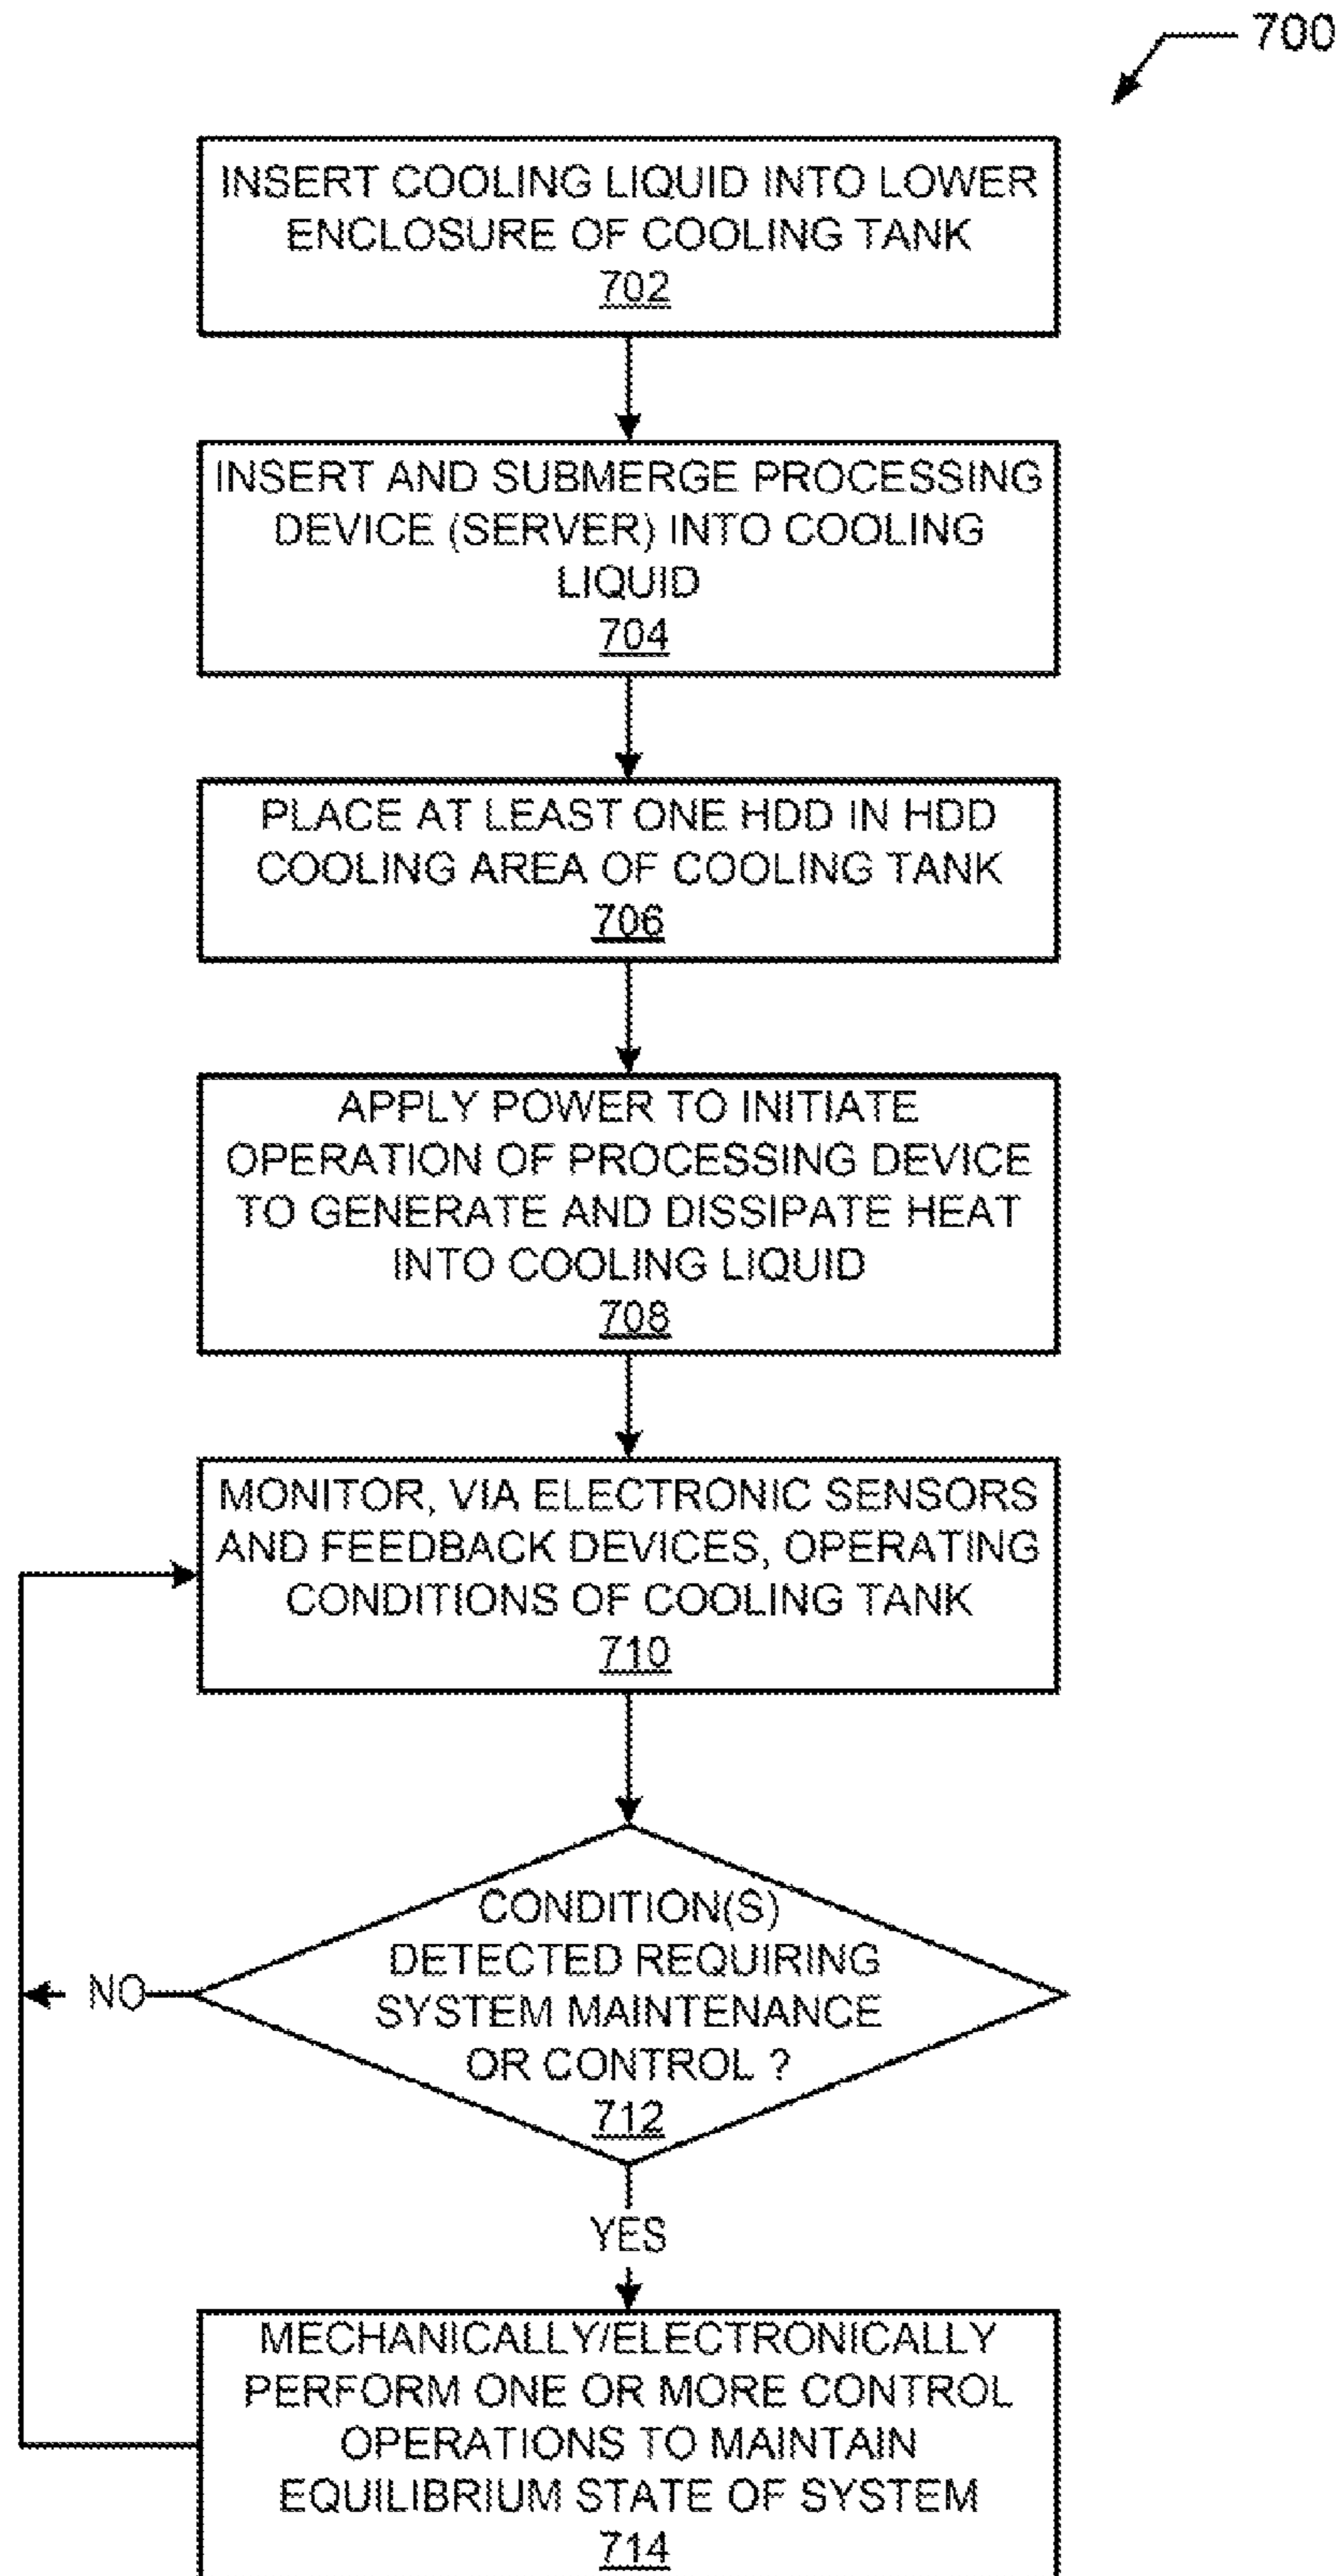 700
INSERT COOLING LIQUID INTO LOWER
ENCLOSURE OF COOLING TANK
702
INSERT AND SUBMERGE PROCESSING
DEVICE (SERVER) INTO COOLING
LIQUID
704
PLACE AT LEAST ONE HDD IN HDD
COOLING AREA OF COOLING TANK
706
APPLY POWER TO INITIATE
OPERATION OF PROCESSING DEVICE
TO GENERATE AND DISSIPATE HEAT
INTO COOLING LIQUID
708
MONITOR, VIA ELECTRONIC SENSORS
AND FEEDBACK DEVICES, OPERATING
CONDITIONS OF COOLING TANK
710
CONDITION(S)
DETECTED REQUIRING
SYSTEM MAINTENANCE
OR CONTROL ?
712
NO
YES
MECHANICALLY/ELECTRONICALLY
PERFORM ONE OR MORE CONTROL
OPERATIONS TO MAINTAIN
EQUILIBRIUM STATE OF SYSTEM
714